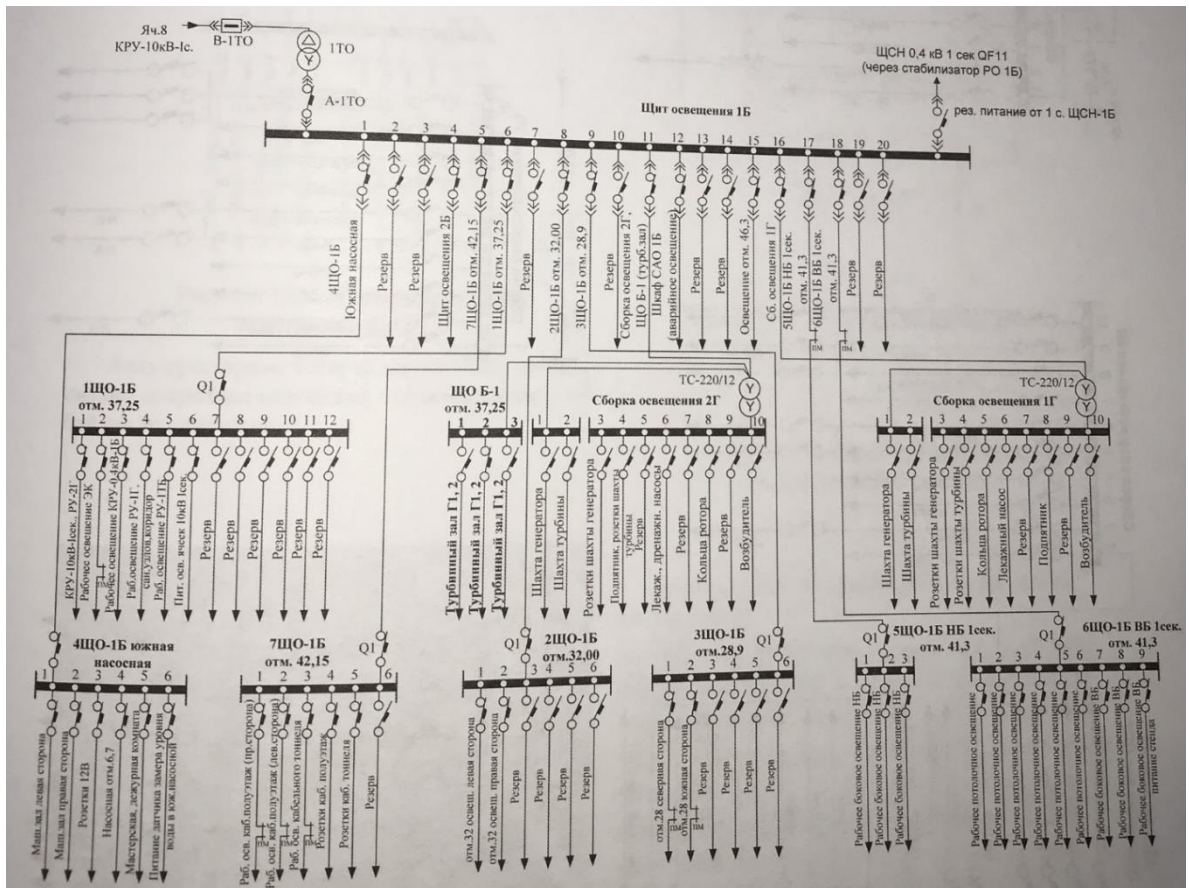 Яч.8
КРУ-10кВ-Iс.
В-1ТО
1ТО
А-1ТО
ЩСН 0,4 кВ 1 сек QF11
(через стабилизатор РО 1Б)
рез. питание от 1 с. ЩСН-1Б
Щит освещения 1Б
1 2 3 4 5 6 7 8 9 10 11 12 13 14 15 16 17 18 19 20
4ЩО-1Б
Южная насосная
Резерв
Резерв
Щит освещения 2Б
7ЩО-1Б отм. 42,15
1ЩО-1Б отм. 37,25
Резерв
2ЩО-1Б отм. 32,00
3ЩО-1Б отм. 28,9
Резерв
Сборка освещения 2Г,
ЩО Б-1 (турб.зал)
Шкаф САО 1Б
(аварийное освещение)
Резерв
Резерв
Освещение отм. 46,3
Сб. освещения 1Г
5ЩО-1Б НБ 1сек.
отм. 41,3
6ЩО-1Б ВБ 1сек.
отм. 41,3
Резерв
Резерв
пм
пм
1ЩО-1Б
отм. 37,25
Q1
1 2 3 4 5 6 7 8 9 10 11 12
КРУ-10кВ-Iсек., РУ-2Г
Рабочее освещение ЭК
пм
Рабочее освещение КРУ-0,4кВ-1Б
Раб.освещение РУ-1Г,
сан.узлов,коридор
Раб. освещение РУ-1ТБ
Пит. осв. ячеек 10кВ Iсек
Резерв
Резерв
Резерв
Резерв
Резерв
Резерв
ЩО Б-1
отм. 37,25
1 2 3
Турбинный зал Г1, 2
Турбинный зал Г1, 2
Турбинный зал Г1, 2
ТС-220/12
Сборка освещения 2Г
1 2 3 4 5 6 7 8 9 10
Шахта генератора
Шахта турбины
Розетки шахты генератора
Подпятник, розетки шахты
турбины
Резерв
Лекаж., дренажн. насосы
Резерв
Кольца ротора
Резерв
Возбудитель
ТС-220/12
Сборка освещения 1Г
1 2 3 4 5 6 7 8 9 10
Шахта генератора
Шахта турбины
Розетки шахты генератора
Розетки шахты турбины
Кольца ротора
Лекажный насос
Резерв
Подпятник
Резерв
Возбудитель
4ЩО-1Б южная
насосная
1 2 3 4 5 6
Маш.зал левая сторона
Маш.зал правая сторона
Розетки 12В
Насосная отм.6,7
Мастерская, дежурная комната
Питание датчика замера уровня
воды в юж.насосной
7ЩО-1Б
отм. 42,15
Q1
1 2 3 4 5 6
Раб. осв. каб.полуэтаж (пр.сторона)
пм
Раб. осв. каб.полуэтаж (лев.сторона)
пм
Раб. осв. кабельного тоннеля
пм
Розетки каб. полуэтаж
Розетки каб. тоннеля
Резерв
Q1
2ЩО-1Б
отм.32,00
1 2 3 4 5 6
отм.32 освещ. левая сторона
отм.32 освещ. правая сторона
Резерв
Резерв
Резерв
Резерв
3ЩО-1Б
отм.28,9
Q1
1 2 3 4 5 6
отм.28 северная сторона
пм
отм.28 южная сторона
пм
Резерв
Резерв
Резерв
Резерв
Q1
5ЩО-1Б НБ 1сек.
отм. 41,3
1 2 3
Рабочее боковое освещение НБ
Рабочее боковое освещение НБ
Рабочее боковое освещение НБ
Q1
6ЩО-1Б ВБ 1сек.
отм. 41,3
1 2 3 4 5 6 7 8 9
Рабочее потолочное освещение
Рабочее потолочное освещение
Рабочее потолочное освещение
Рабочее потолочное освещение
Рабочее потолочное освещение
Рабочее потолочное освещение
Рабочее боковое освещение ВБ
Рабочее боковое освещение ВБ
Рабочее боковое освещение ВБ
питание стенда